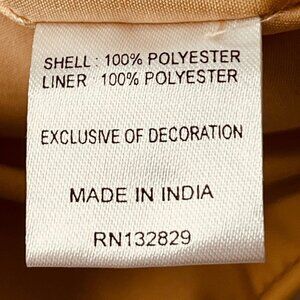 SHELL: 100% POLYESTER
LINER 100% POLYESTER
EXCLUSIVE OF DECORATION
MADE IN INDIA
RN132829